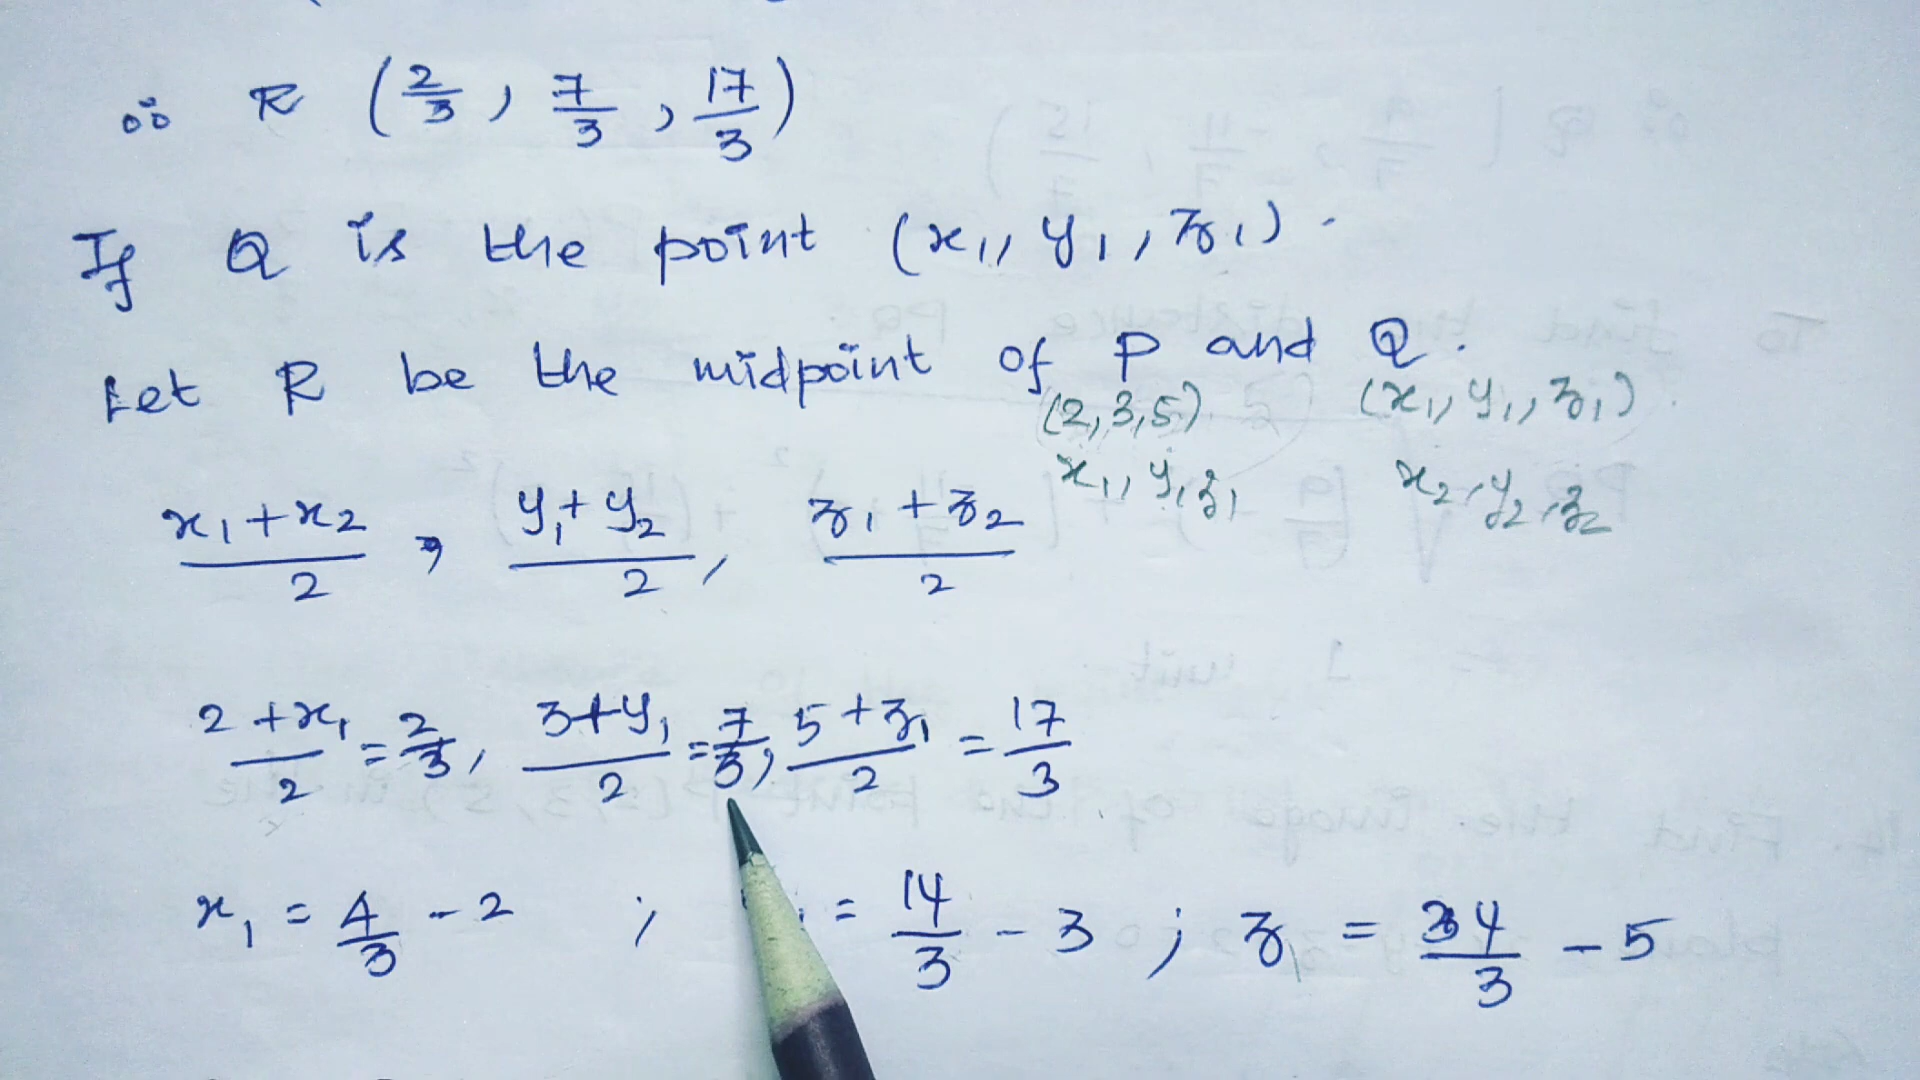 ∴ R (2/3, 7/3, 17/3)
If Q is the point (x₁, y₁, z₁).
Let R be the midpoint of P and Q.
(2,3,5) (x₁, y₁, z₁)
x₁, y₁, z₁ x₂, y₂, z₂
x₁+x₂/2, y₁+y₂/2, z₁+z₂/2
2+x₁/2 = 2/3, 3+y₁/2 = 7/3, 5+z₁/2 = 17/3
x₁ = 4/3 - 2 ; ₁ = 14/3 - 3 ; z₁ = 34/3 - 5